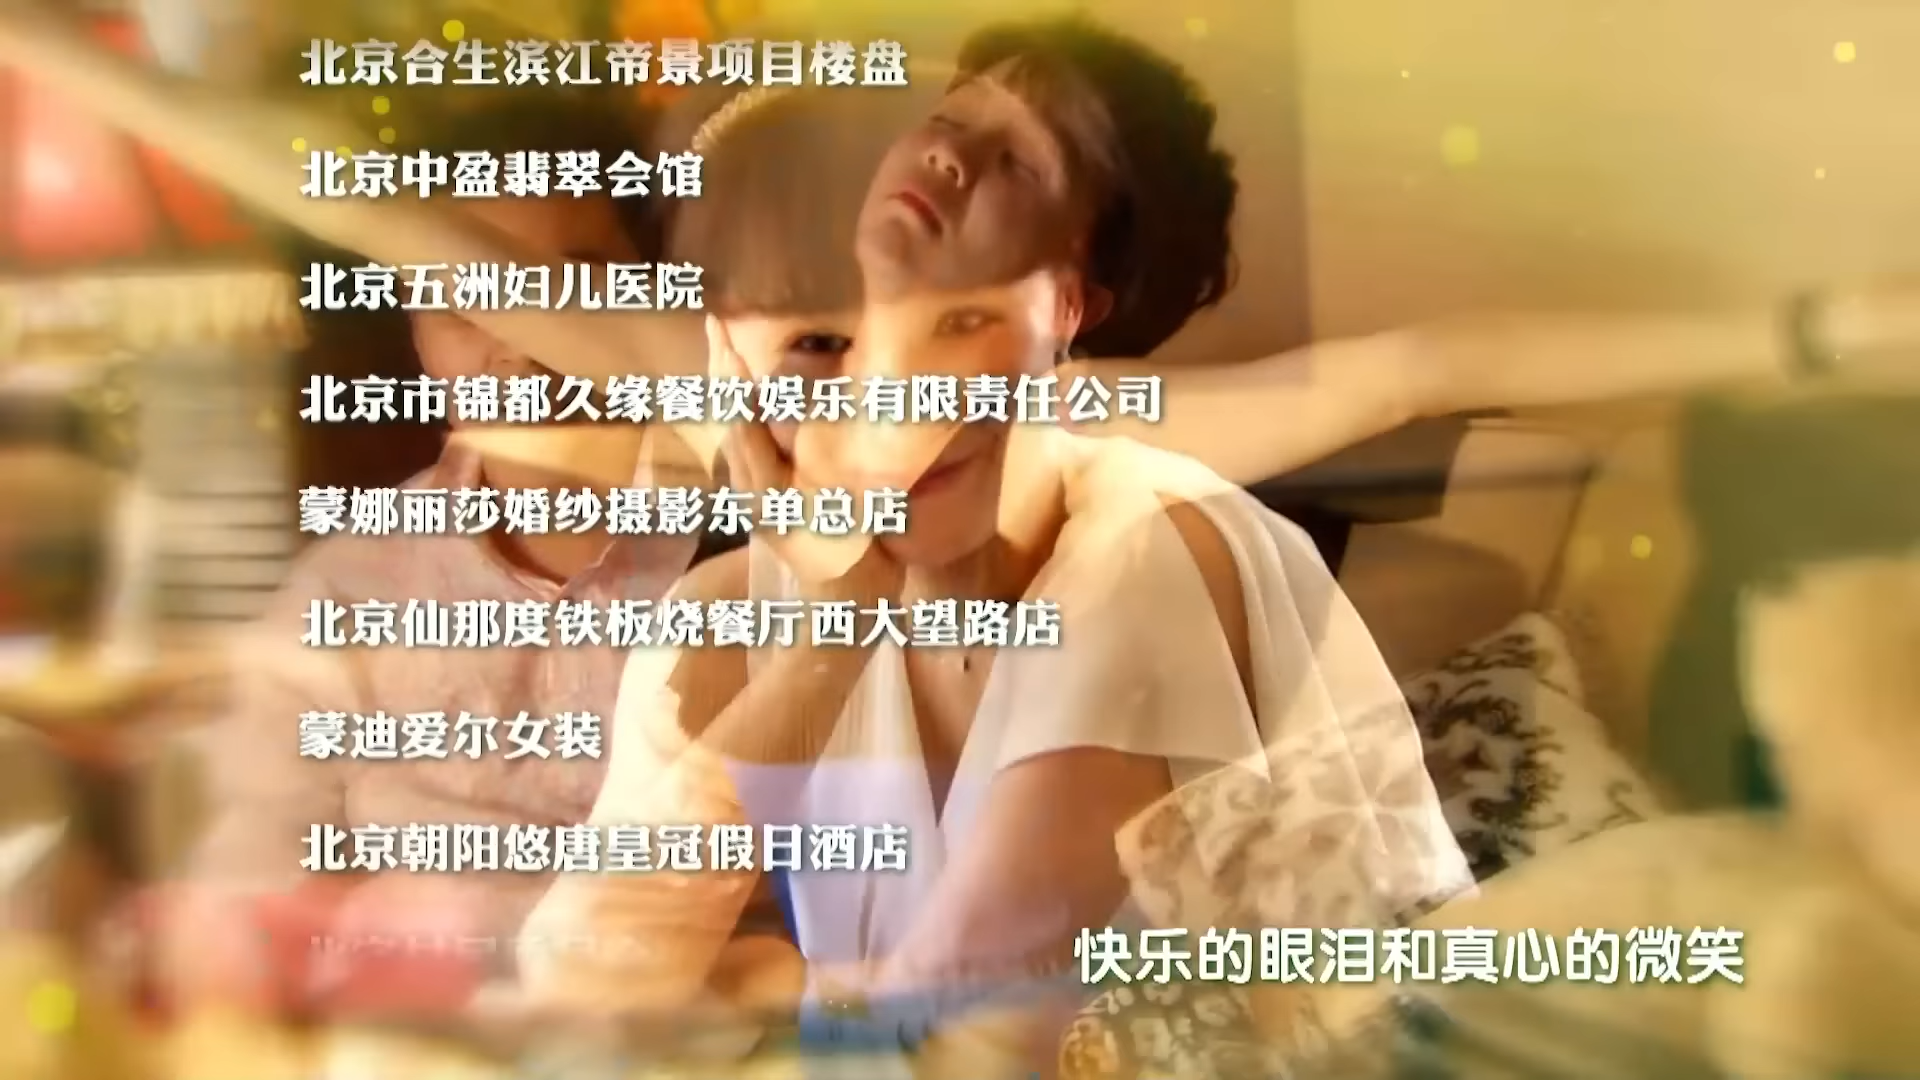 北京合生滨江帝景项目楼盘
北京中盈翡翠会馆
北京五洲妇儿医院
北京市锦都久缘餐饮娱乐有限责任公司
蒙娜丽莎婚纱摄影东单总店
北京仙那度铁板烧餐厅西大望路店
蒙迪爱尔女装
北京朝阳悠唐皇冠假日酒店
快乐的眼泪和真心的微笑